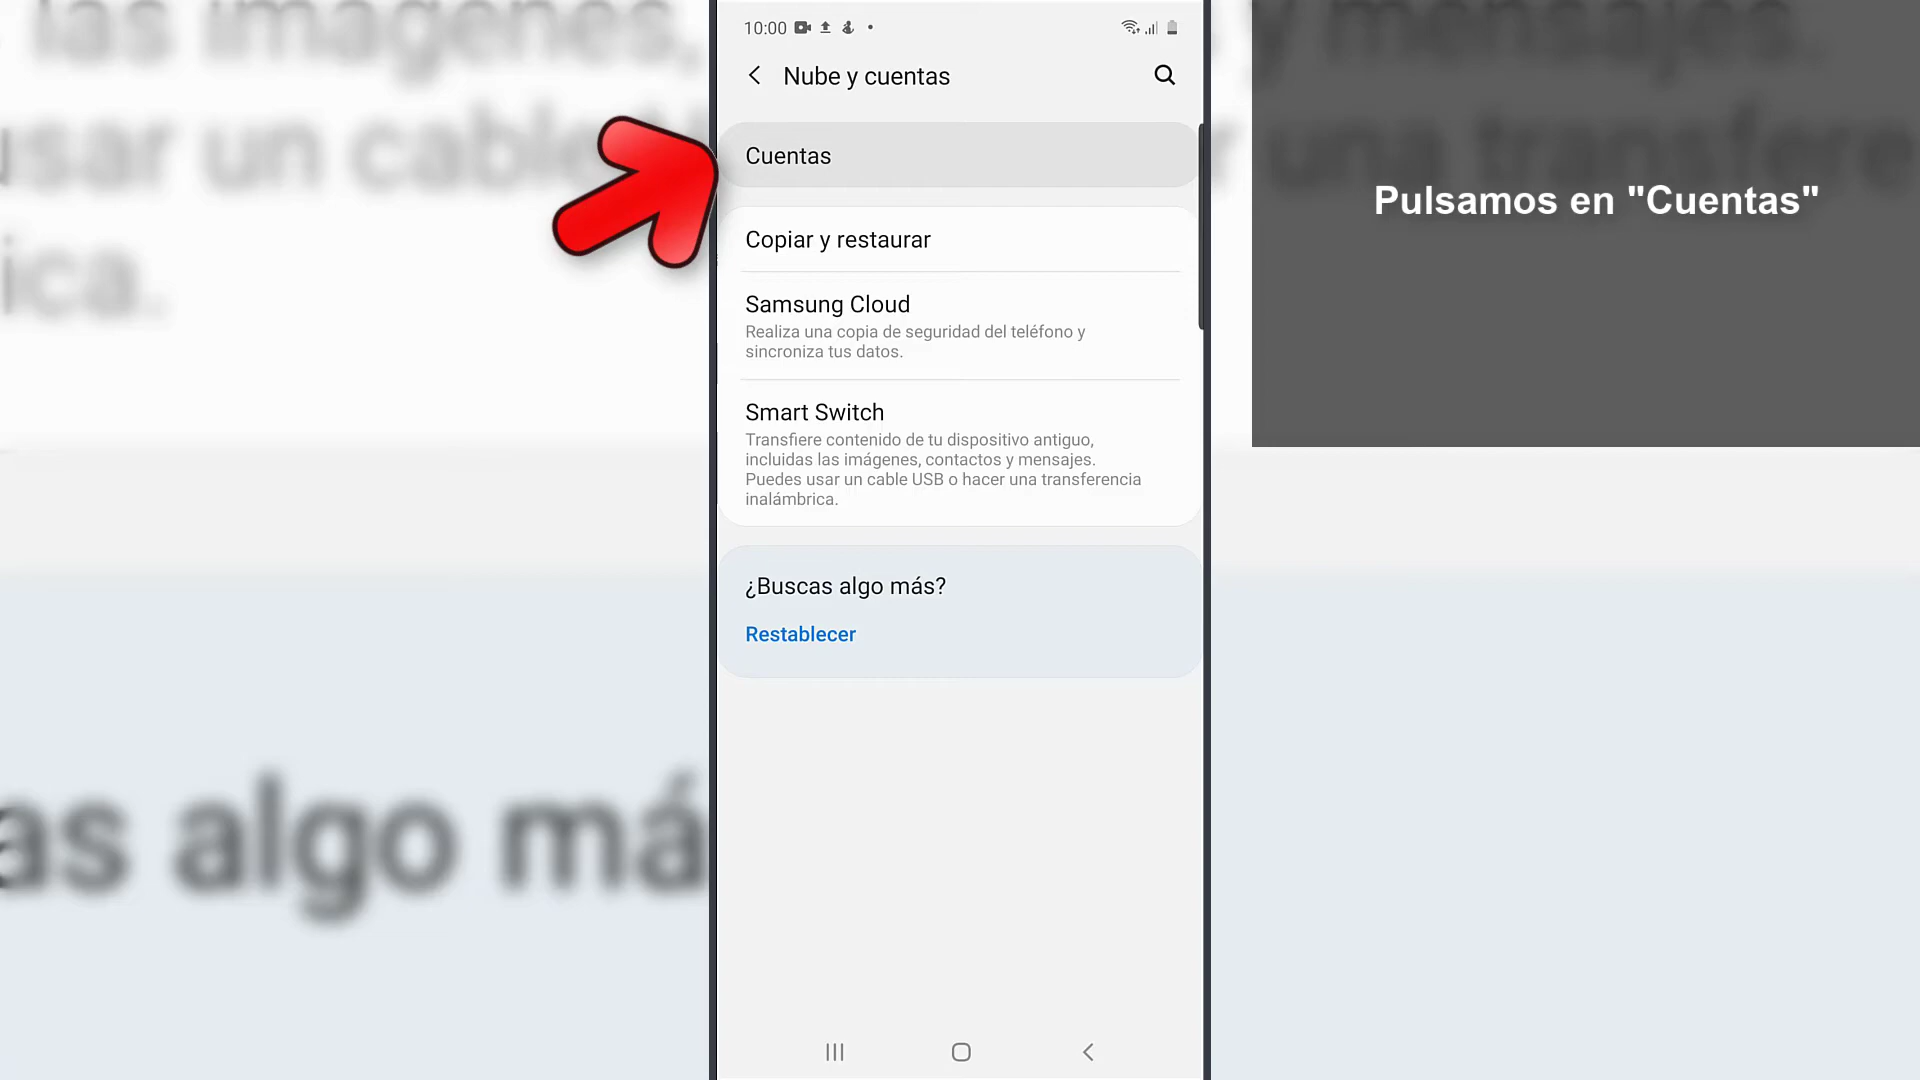 10:00
Nube y cuentas
Cuentas
Copiar y restaurar
Samsung Cloud
Realiza una copia de seguridad del teléfono y
sincroniza tus datos.
Smart Switch
Transfiere contenido de tu dispositivo antiguo,
incluidas las imágenes, contactos y mensajes.
Puedes usar un cable USB o hacer una transferencia
inalámbrica.
¿Buscas algo más?
Restablecer
Pulsamos en "Cuentas"
las imágenes,
y mensajes.
usar un cable
r una transfere
ica.
as algo má